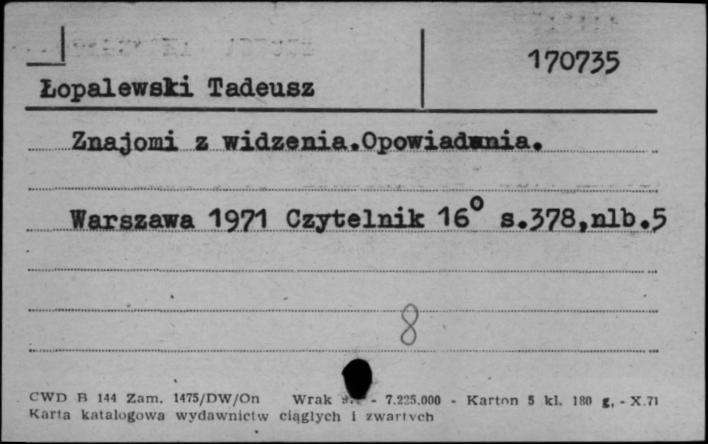 170735
Łopalewski Tadeusz
Znajomi z widzenia.Opowiadania.
Warszawa 1971 Czytelnik 16° s.378,nlb.5
8
CWD B 144 Zam. 1475/DW/On Wrak - 7.225.000 - Karton 5 kl. 180 g. - X.71
Karta katalogowa wydawnictw ciągłych i zwartych